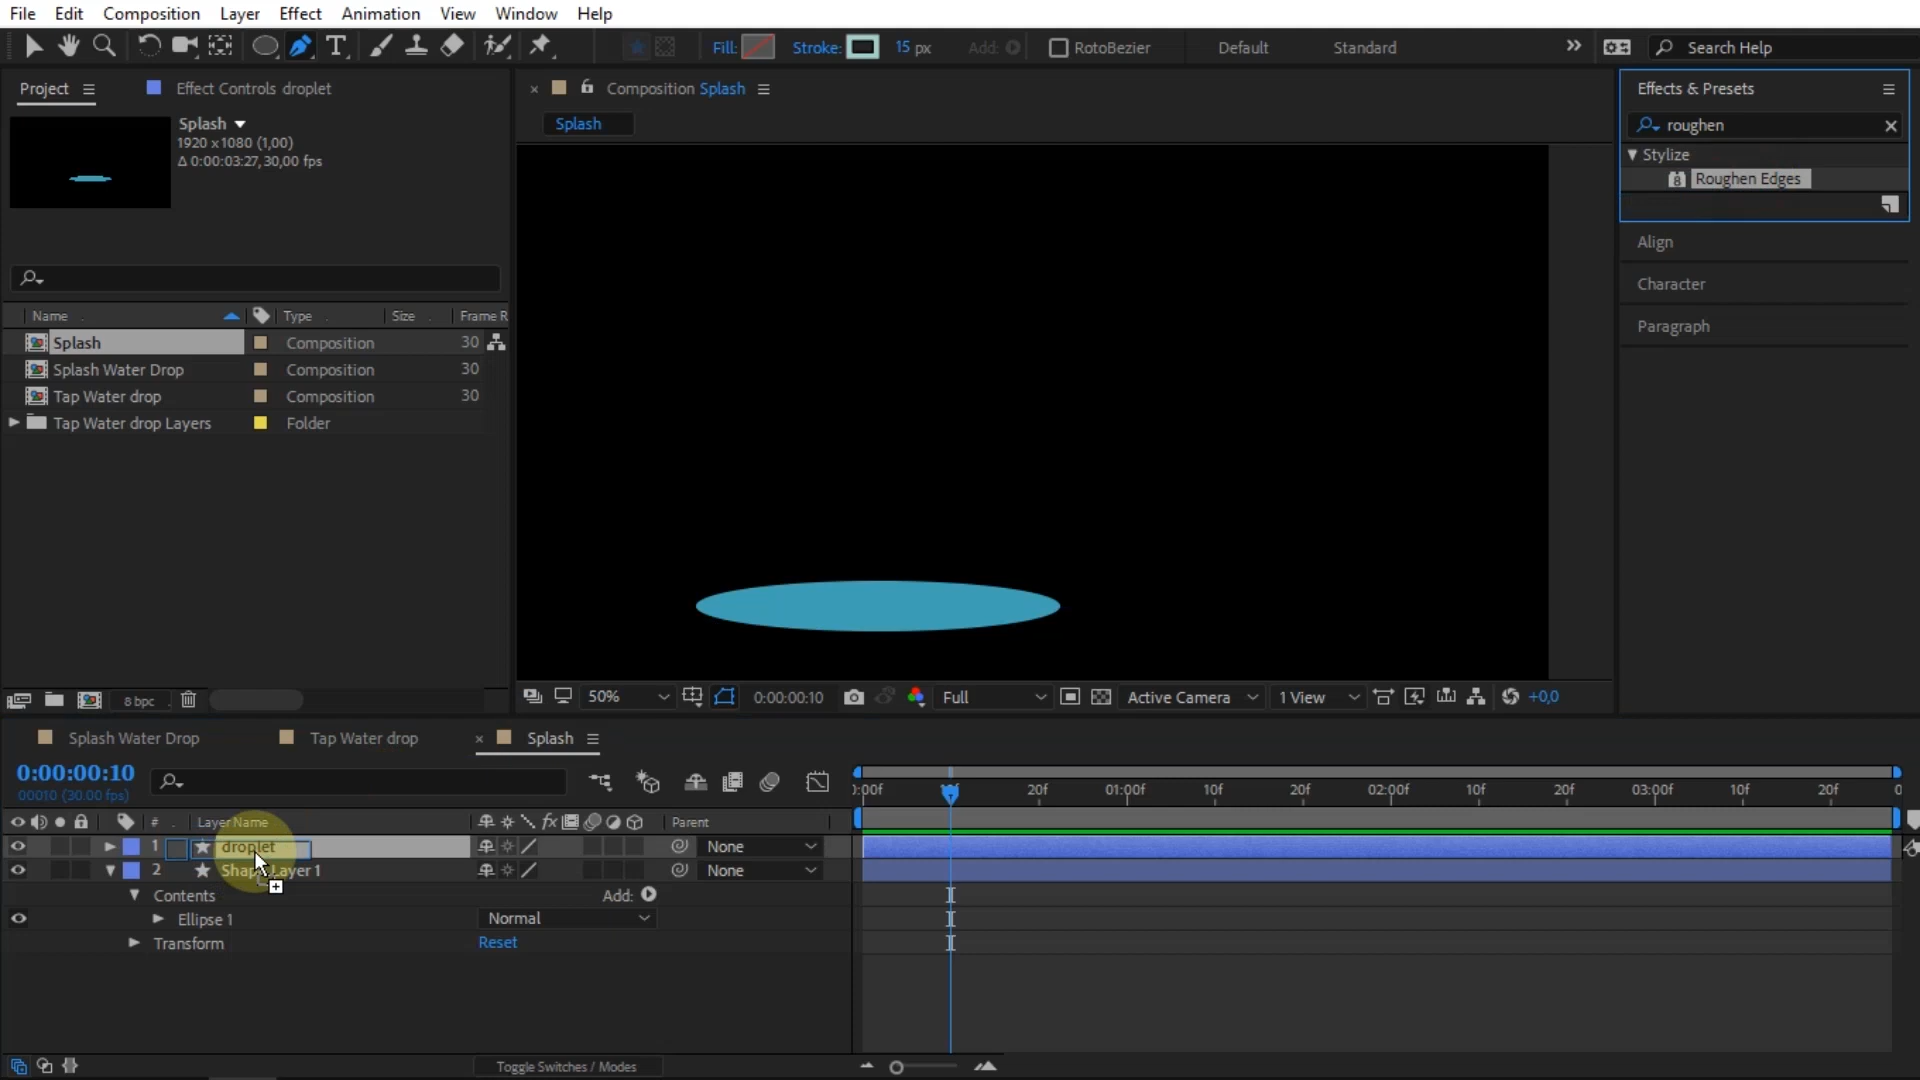 File Edit Composition Layer Effect Animation View Window Help
Fill: Stroke: 15 px Add: RotoBezier Default Standard Search Help
Project Effect Controls droplet
Composition Splash
Effects & Presets
Splash
1920 x1080 (1,00)
Δ 0:00:03:27, 30,00 fps
Splash
roughen
Stylize
8 Roughen Edges
Align
Character
Paragraph
Name Type Size Frame R
Splash Composition 30
Splash Water Drop Composition 30
Tap Water drop Composition 30
Tap Water drop Layers Folder
8 bpc
50% 0:00:00:10 Full Active Camera 1 View +0,0
Splash Water Drop Tap Water drop Splash
0:00:00:10
00010 (30.00 fps)
):00f 20f 01:00f 10f 20f 02:00f 10f 20f 03:00f 10f 20f 0
# Layer Name fx Parent
1 droplet None
2 Shape Layer 1 None
Contents Add:
Ellipse 1 Normal
Transform Reset
Toggle Switches / Modes